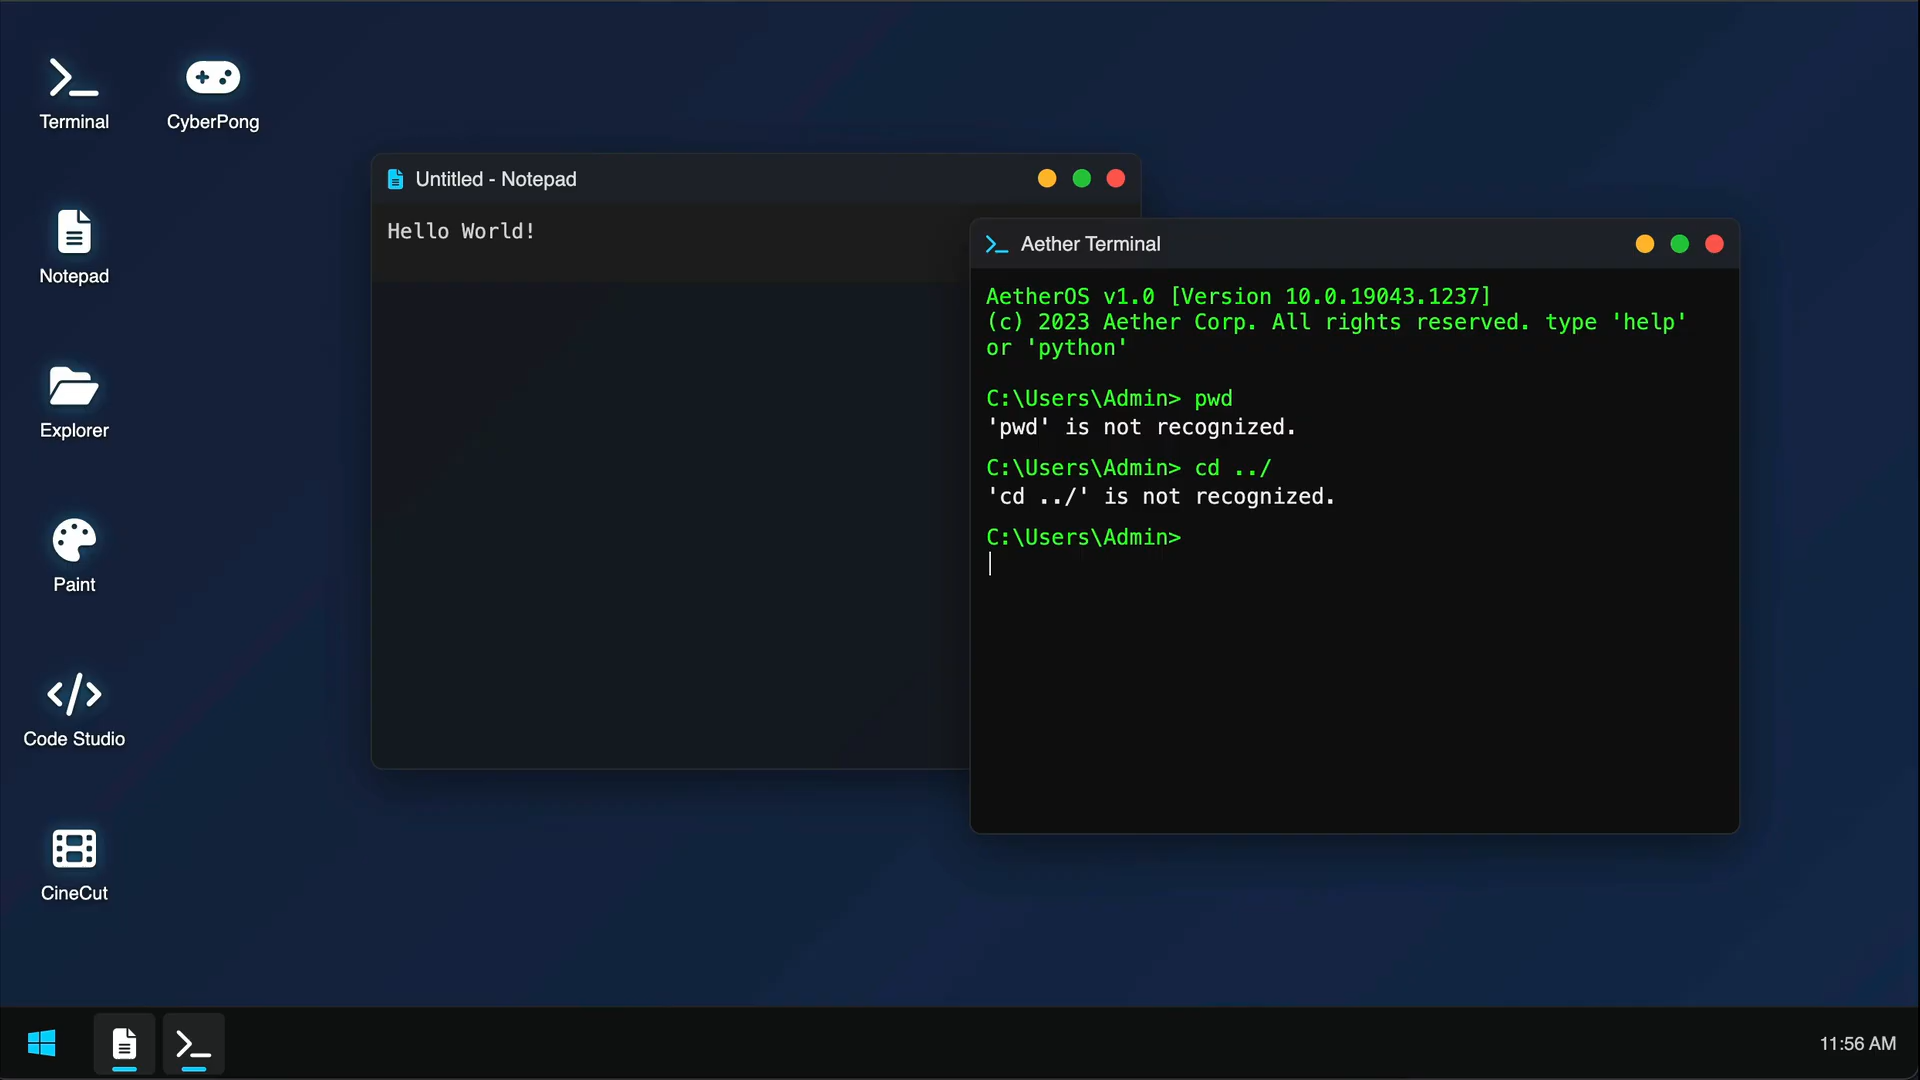 Terminal
CyberPong
Notepad
Explorer
Paint
Code Studio
CineCut
Untitled - Notepad
Hello World!
Aether Terminal
AetherOS v1.0 [Version 10.0.19043.1237]
(c) 2023 Aether Corp. All rights reserved. type 'help'
or 'python'
C:\Users\Admin> pwd
'pwd' is not recognized.
C:\Users\Admin> cd ../
'cd ../' is not recognized.
C:\Users\Admin>
11:56 AM